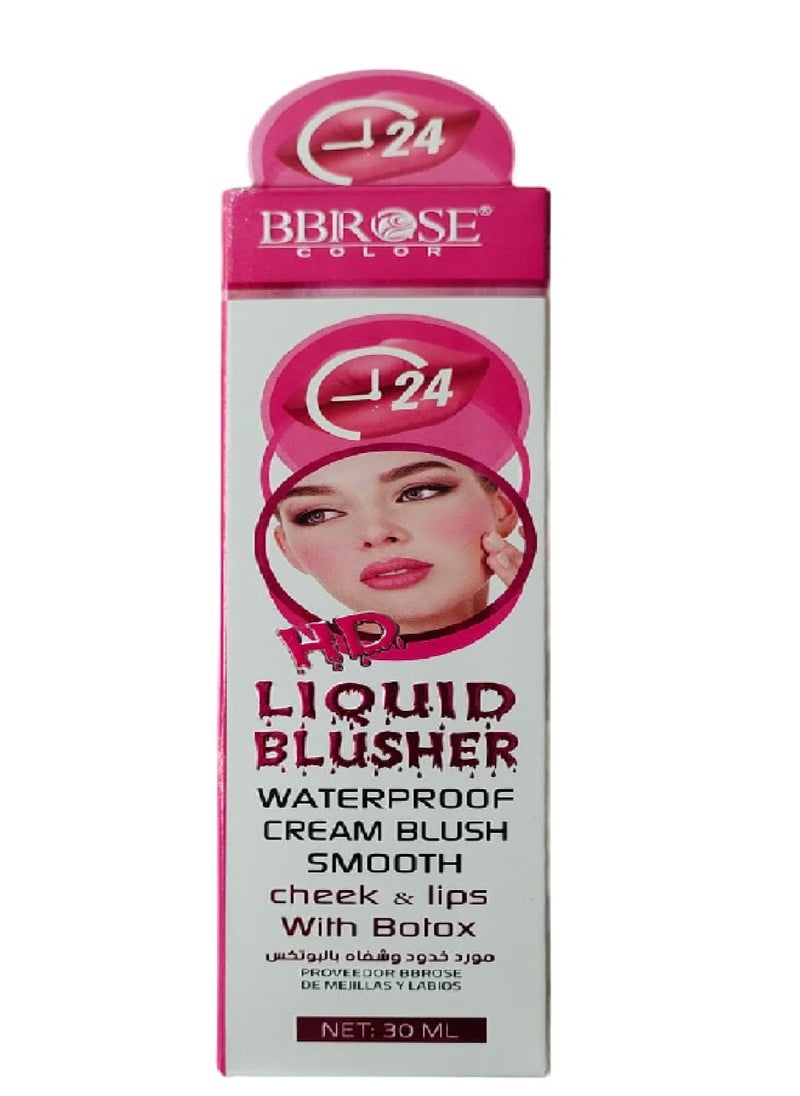 24
BBROSE®
COLOR
24
HD
LIQUID
BLUSHER
WATERPROOF
CREAM BLUSH
SMOOTH
cheek & lips
With Botox
مورد خدود وشفاه بالبوتكس
PROVEEDOR BBROSE
DE MEJILLAS Y LABIOS
NET: 30 ML